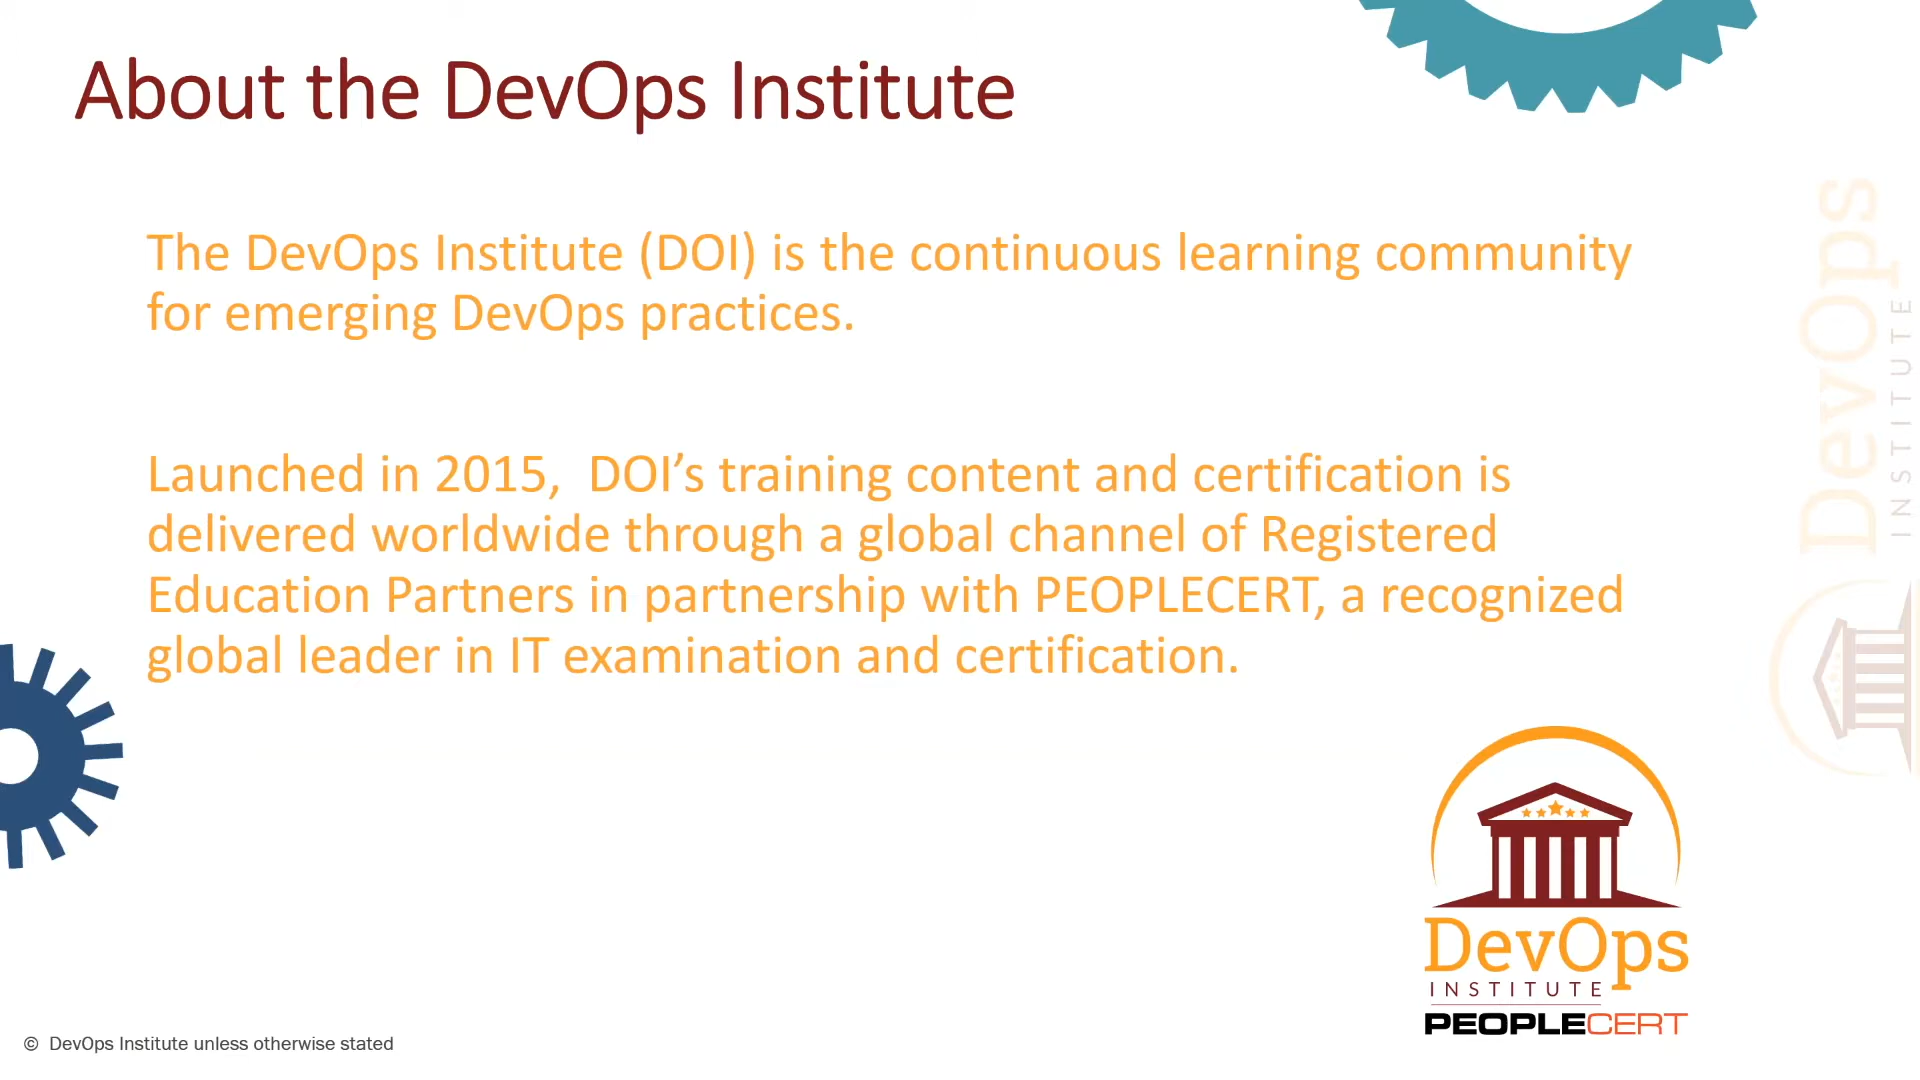 About the DevOps Institute
The DevOps Institute (DOI) is the continuous learning community
for emerging DevOps practices.
Launched in 2015,  DOI’s training content and certification is
delivered worldwide through a global channel of Registered
Education Partners in partnership with PEOPLECERT, a recognized
global leader in IT examination and certification.
DevOps
INSTITUTE
DevOps
INSTITUTE
PEOPLECERT
© DevOps Institute unless otherwise stated